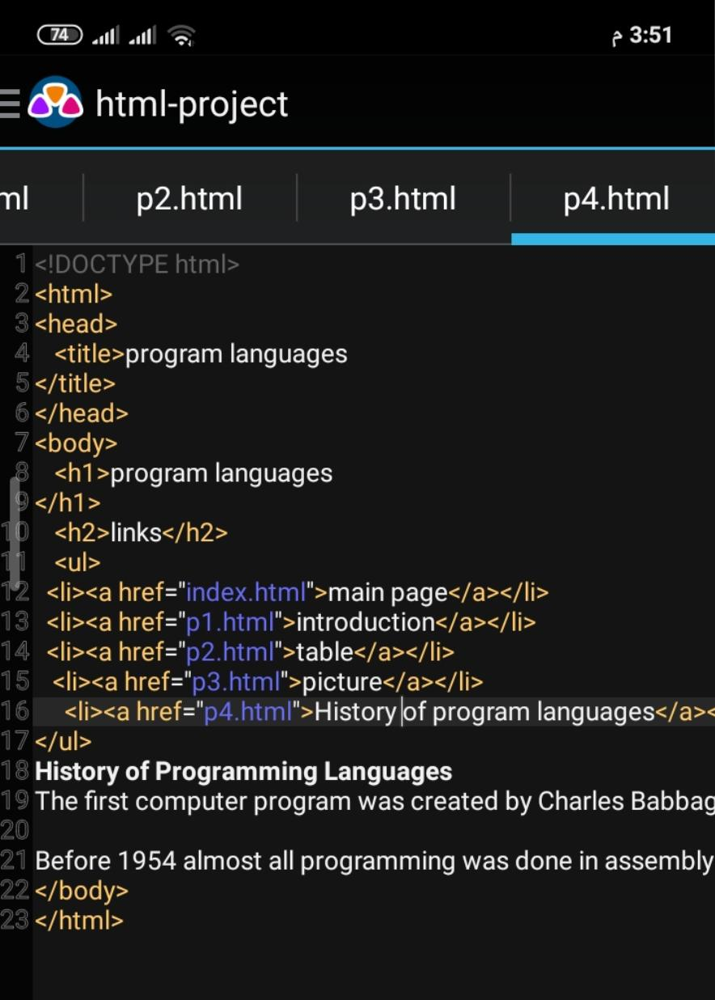 74
3:51 م
html-project
ml p2.html p3.html p4.html
1 <!DOCTYPE html>
2 <html>
3 <head>
4 <title>program languages
5 </title>
6 </head>
7 <body>
8 <h1>program languages
9 </h1>
10 <h2>links</h2>
11 <ul>
12 <li><a href="index.html">main page</a></li>
13 <li><a href="p1.html">introduction</a></li>
14 <li><a href="p2.html">table</a></li>
15 <li><a href="p3.html">picture</a></li>
16 <li><a href="p4.html">History of program languages</a><
17 </ul>
18 History of Programming Languages
19 The first computer program was created by Charles Babbag
20
21 Before 1954 almost all programming was done in assembly
22 </body>
23 </html>